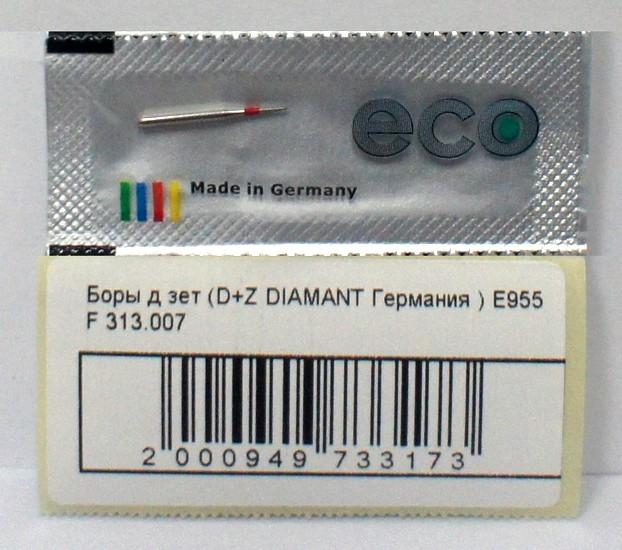 eco
Made in Germany
Боры д зет (D+Z DIAMANT Германия ) E955
F 313.007
2 000949 733173